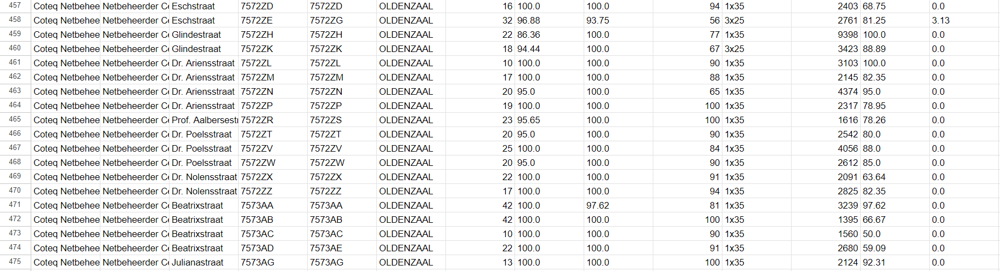 457 Coteq Netbehee Netbeheerder Ce Eschstraat 7572ZD 7572ZD OLDENZAAL 16 100.0 100.0 94 1x35 2403 68.75 0.0
458 Coteq Netbehee Netbeheerder Ce Eschstraat 7572ZE 7572ZG OLDENZAAL 32 96.88 93.75 56 3x25 2761 81.25 3.13
459 Coteq Netbehee Netbeheerder Ce Glindestraat 7572ZH 7572ZH OLDENZAAL 22 86.36 100.0 77 1x35 9398 100.0 0.0
460 Coteq Netbehee Netbeheerder Ce Glindestraat 7572ZK 7572ZK OLDENZAAL 18 94.44 100.0 67 3x25 3423 88.89 0.0
461 Coteq Netbehee Netbeheerder Ce Dr. Ariensstraat 7572ZL 7572ZL OLDENZAAL 10 100.0 100.0 90 1x35 3103 100.0 0.0
462 Coteq Netbehee Netbeheerder Ce Dr. Ariensstraat 7572ZM 7572ZM OLDENZAAL 17 100.0 100.0 88 1x35 2145 82.35 0.0
463 Coteq Netbehee Netbeheerder Ce Dr. Ariensstraat 7572ZN 7572ZN OLDENZAAL 20 95.0 100.0 65 1x35 4374 95.0 0.0
464 Coteq Netbehee Netbeheerder Ce Dr. Ariensstraat 7572ZP 7572ZP OLDENZAAL 19 100.0 100.0 100 1x35 2317 78.95 0.0
465 Coteq Netbehee Netbeheerder Ce Prof. Aalbersestr 7572ZR 7572ZS OLDENZAAL 23 95.65 100.0 100 1x35 1616 78.26 0.0
466 Coteq Netbehee Netbeheerder Ce Dr. Poelsstraat 7572ZT 7572ZT OLDENZAAL 20 95.0 100.0 90 1x35 2542 80.0 0.0
467 Coteq Netbehee Netbeheerder Ce Dr. Poelsstraat 7572ZV 7572ZV OLDENZAAL 25 100.0 100.0 84 1x35 4056 88.0 0.0
468 Coteq Netbehee Netbeheerder Ce Dr. Poelsstraat 7572ZW 7572ZW OLDENZAAL 20 95.0 100.0 90 1x35 2612 85.0 0.0
469 Coteq Netbehee Netbeheerder Ce Dr. Nolensstraat 7572ZX 7572ZX OLDENZAAL 22 100.0 100.0 91 1x35 2091 63.64 0.0
470 Coteq Netbehee Netbeheerder Ce Dr. Nolensstraat 7572ZZ 7572ZZ OLDENZAAL 17 100.0 100.0 94 1x35 2825 82.35 0.0
471 Coteq Netbehee Netbeheerder Ce Beatrixstraat 7573AA 7573AA OLDENZAAL 42 100.0 97.62 81 1x35 3239 97.62 0.0
472 Coteq Netbehee Netbeheerder Ce Beatrixstraat 7573AB 7573AB OLDENZAAL 42 100.0 100.0 100 1x35 1395 66.67 0.0
473 Coteq Netbehee Netbeheerder Ce Beatrixstraat 7573AC 7573AC OLDENZAAL 10 100.0 100.0 90 1x35 1560 50.0 0.0
474 Coteq Netbehee Netbeheerder Ce Beatrixstraat 7573AD 7573AE OLDENZAAL 22 100.0 100.0 91 1x35 2680 59.09 0.0
475 Coteq Netbehee Netbeheerder Ce Julianastraat 7573AG 7573AG OLDENZAAL 13 100.0 100.0 100 1x35 2124 92.31 0.0